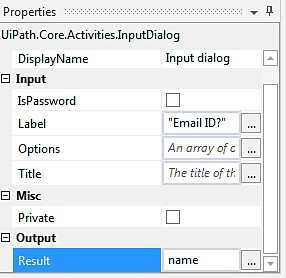 Properties
UiPath.Core.Activities.InputDialog
DisplayName Input dialog
Input
IsPassword
Label "Email ID?" ...
Options An array of o ...
Title The title of th ...
Misc
Private
Output
Result name ...